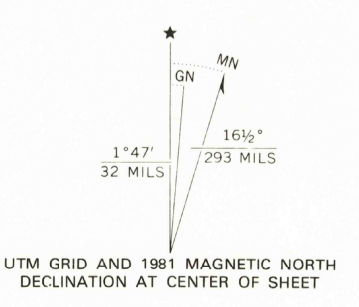 MN
GN
16½°
293 MILS
1°47'
32 MILS
UTM GRID AND 1981 MAGNETIC NORTH
DECLINATION AT CENTER OF SHEET